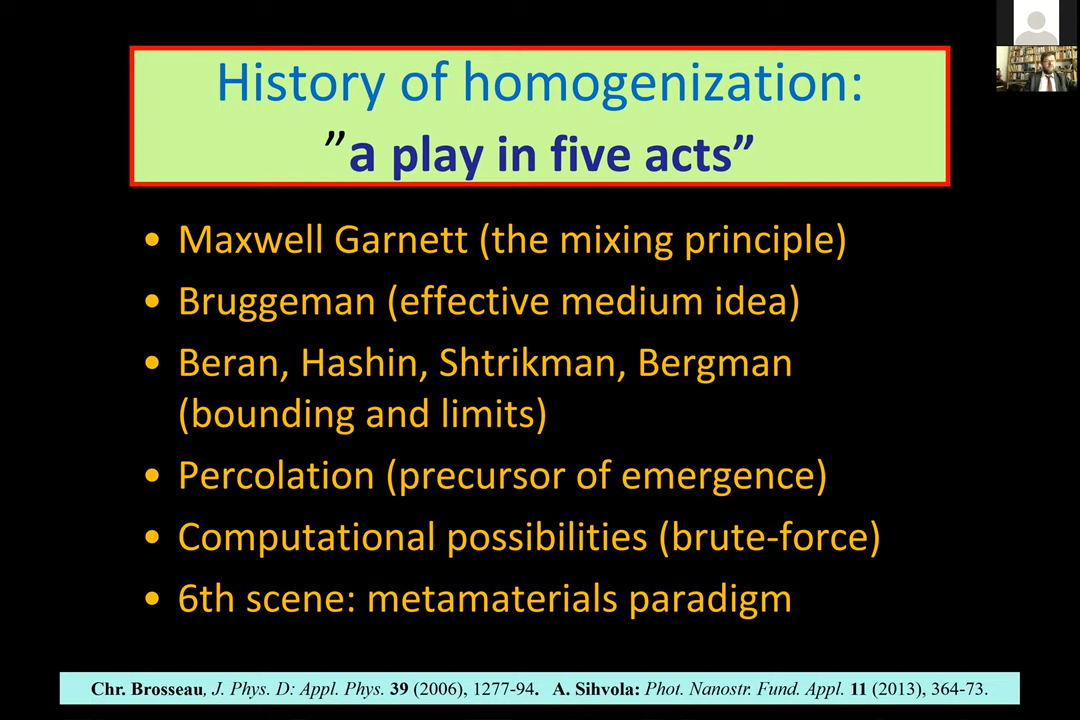 History of homogenization:
”a play in five acts”
• Maxwell Garnett (the mixing principle)
• Bruggeman (effective medium idea)
• Beran, Hashin, Shtrikman, Bergman
(bounding and limits)
• Percolation (precursor of emergence)
• Computational possibilities (brute-force)
• 6th scene: metamaterials paradigm
Chr. Brosseau, J. Phys. D: Appl. Phys. 39 (2006), 1277-94. A. Sihvola: Phot. Nanostr. Fund. Appl. 11 (2013), 364-73.